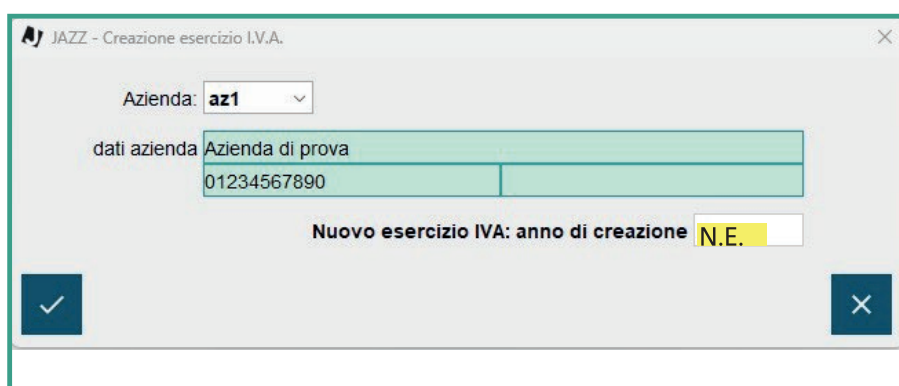 JAZZ - Creazione esercizio I.V.A.
Azienda: az1
dati azienda Azienda di prova
01234567890
Nuovo esercizio IVA: anno di creazione N.E.